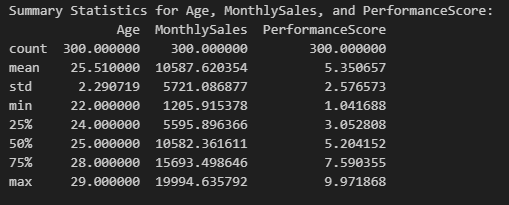 Summary Statistics for Age, MonthlySales, and PerformanceScore:
Age MonthlySales PerformanceScore
count 300.000000 300.000000 300.000000
mean 25.510000 10587.620354 5.350657
std 2.290719 5721.086877 2.576573
min 22.000000 1205.915378 1.041688
25% 24.000000 5595.896366 3.052808
50% 25.000000 10582.361611 5.204152
75% 28.000000 15693.498646 7.590355
max 29.000000 19994.635792 9.971868